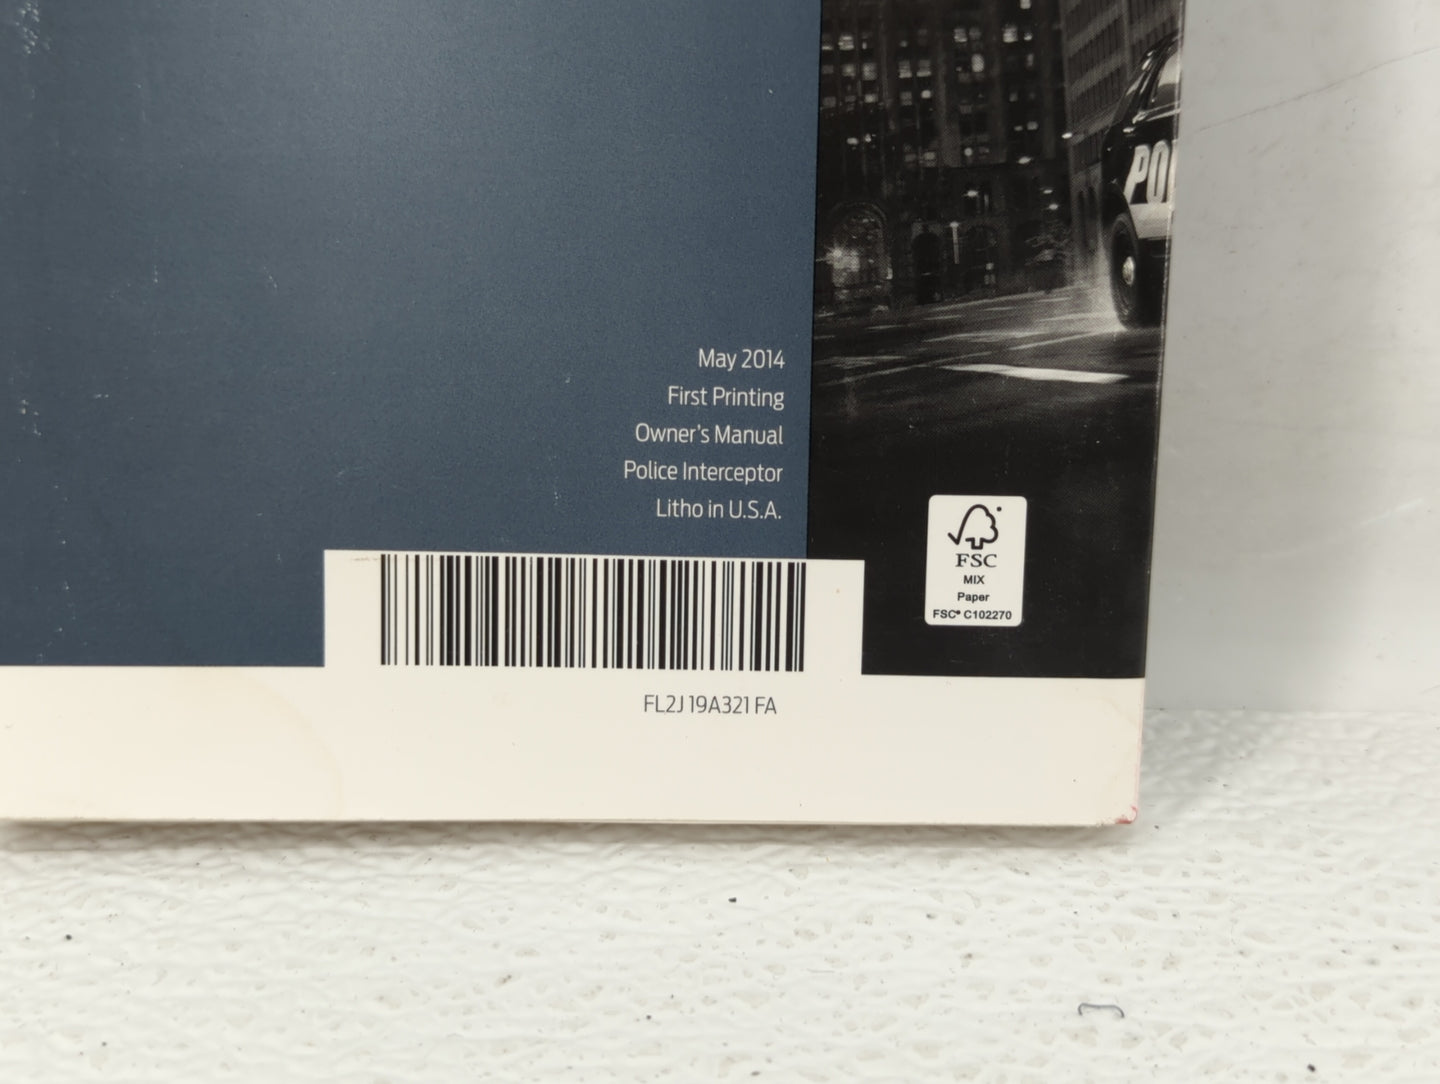 May 2014
First Printing
Owner's Manual
Police Interceptor
Litho in U.S.A.
FL2J 19A321 FA
FSC
MIX
Paper
FSC® C102270